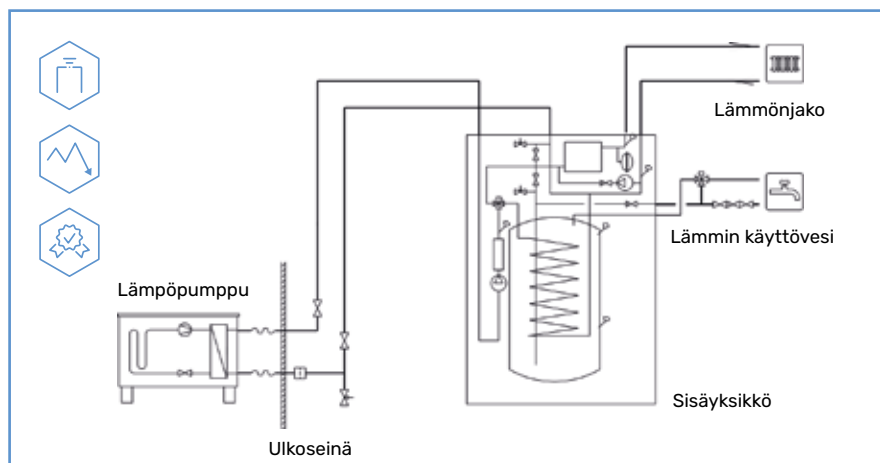 Lämmönjako
Lämmin käyttövesi
Lämpöpumppu
Sisäyksikkö
Ulkoseinä